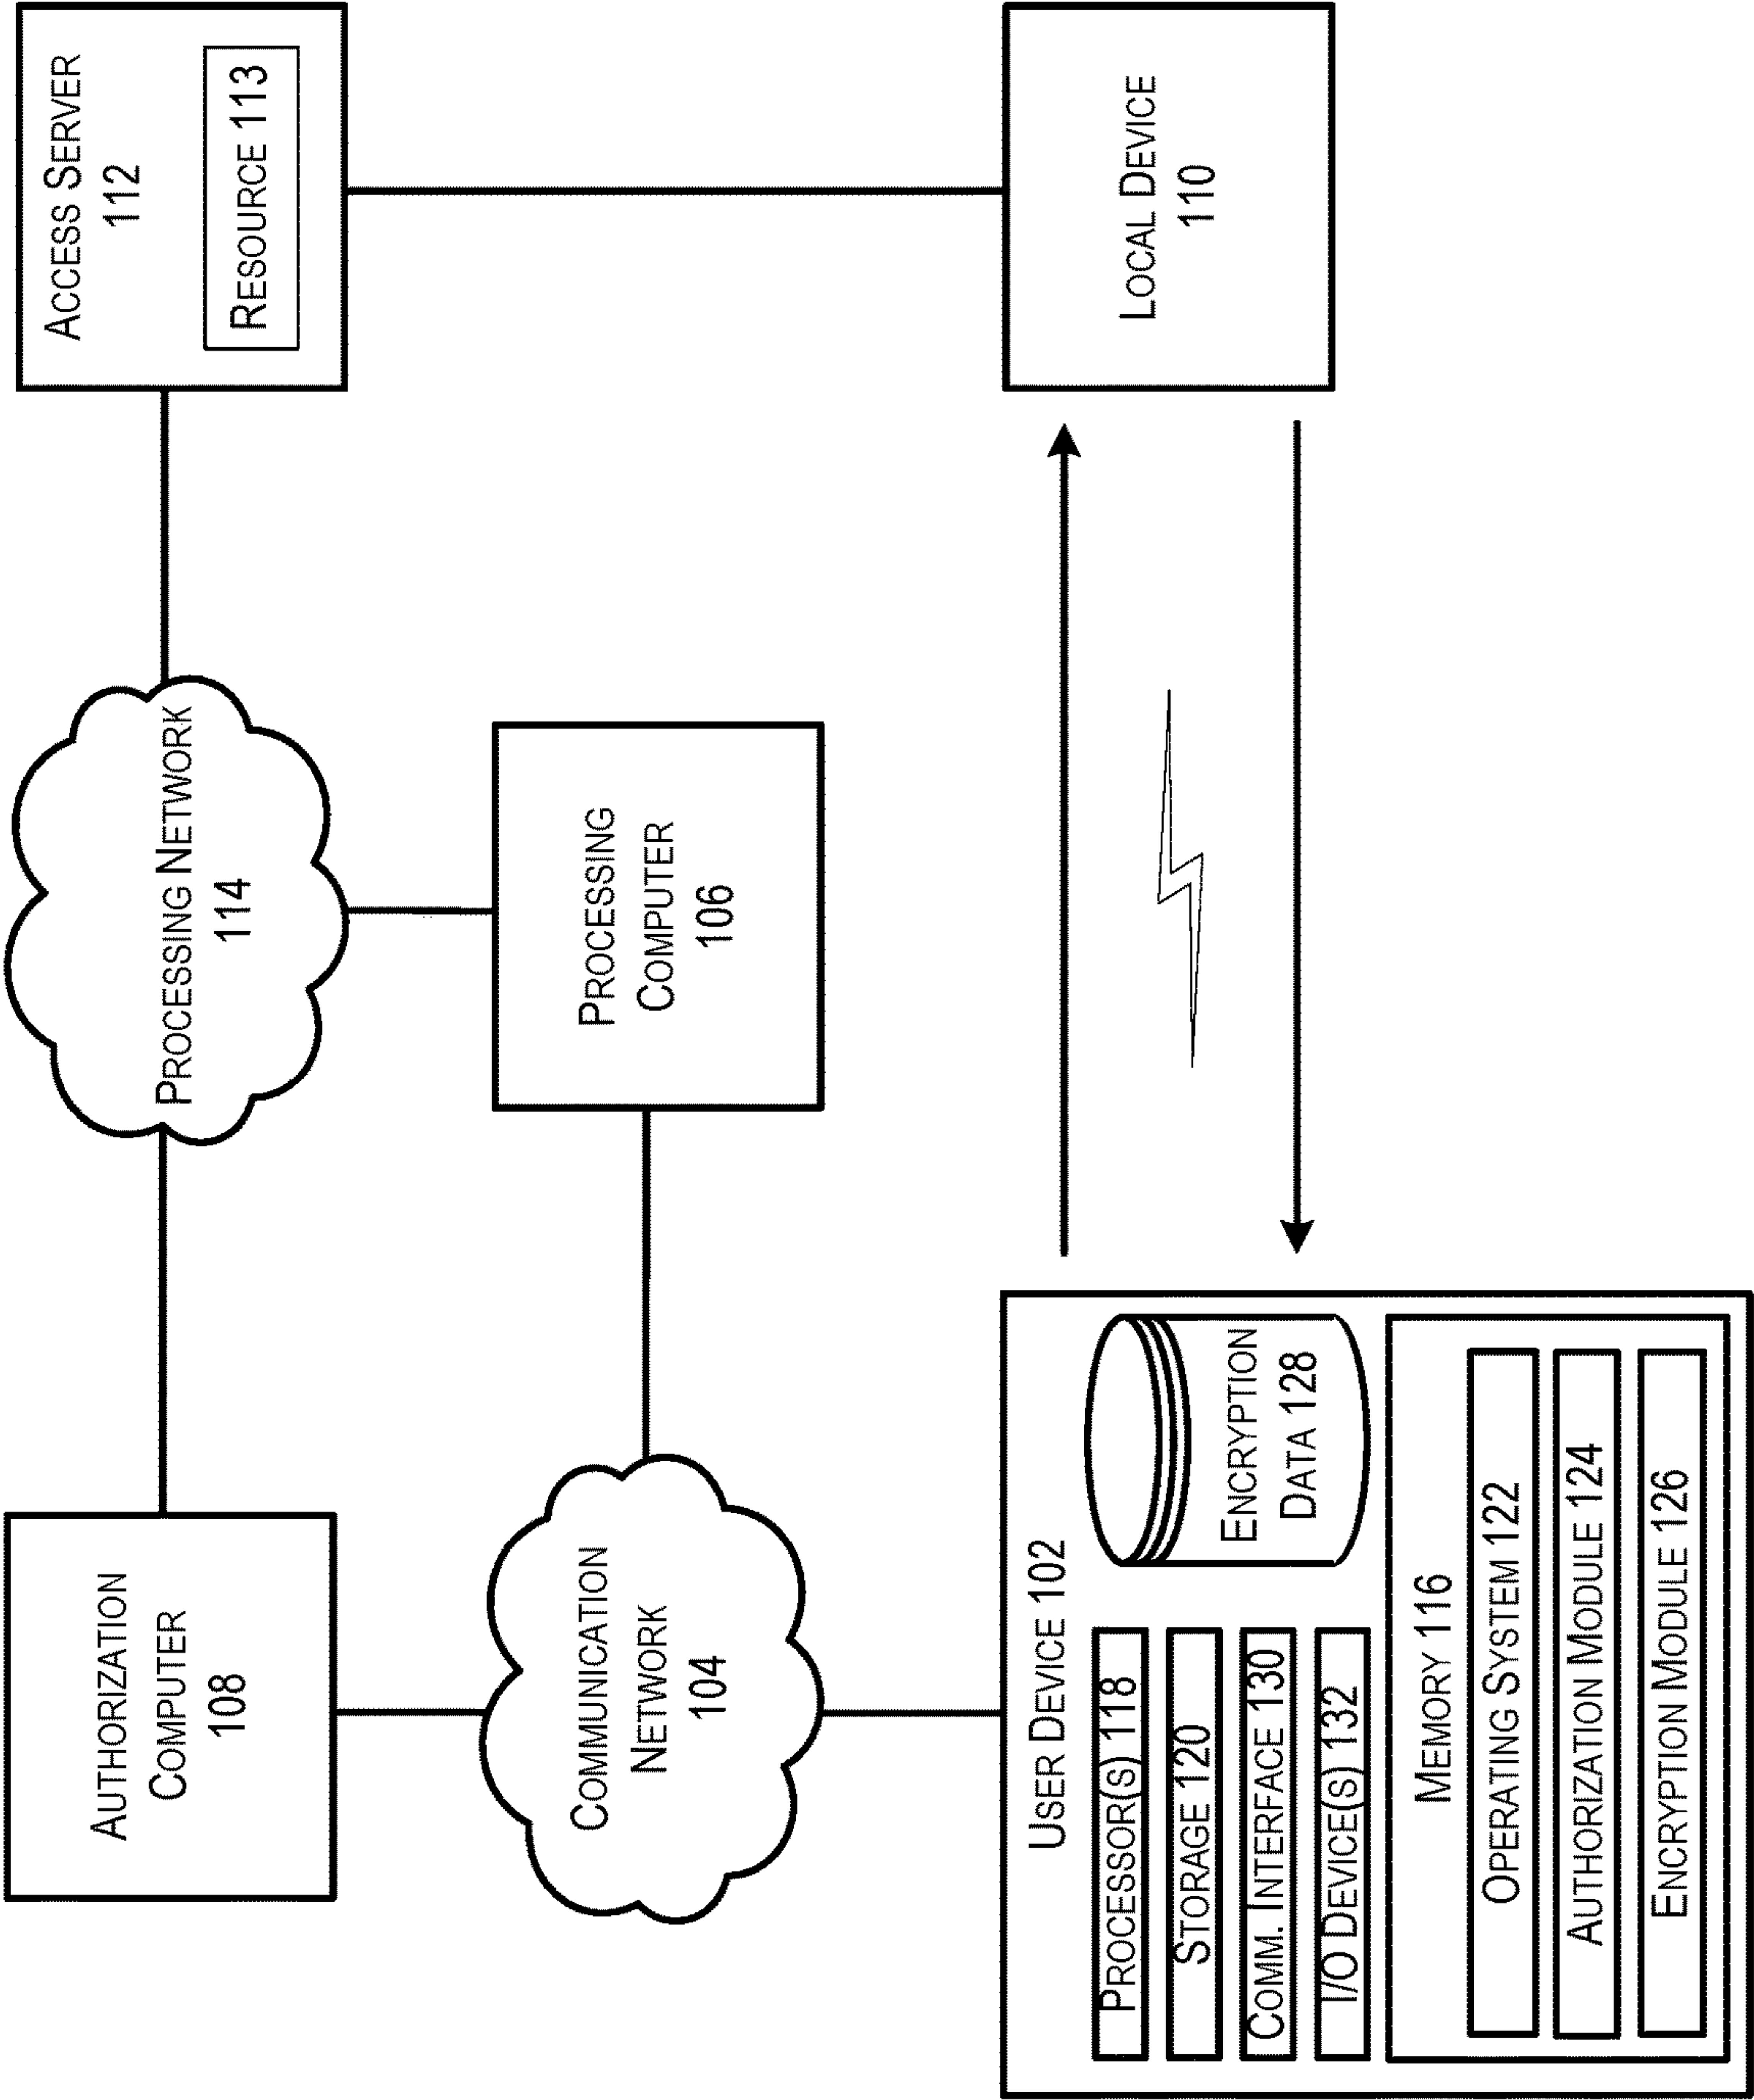 AUTHORIZATION
COMPUTER
108
PROCESSING NETWORK
114
ACCESS SERVER
112
RESOURCE 113
COMMUNICATION
NETWORK
104
PROCESSING
COMPUTER
106
USER DEVICE 102
PROCESSOR(S) 118
STORAGE 120
COMM. INTERFACE 130
I/O DEVICE(S) 132
ENCRYPTION
DATA 128
MEMORY 116
OPERATING SYSTEM 122
AUTHORIZATION MODULE 124
ENCRYPTION MODULE 126
LOCAL DEVICE
110